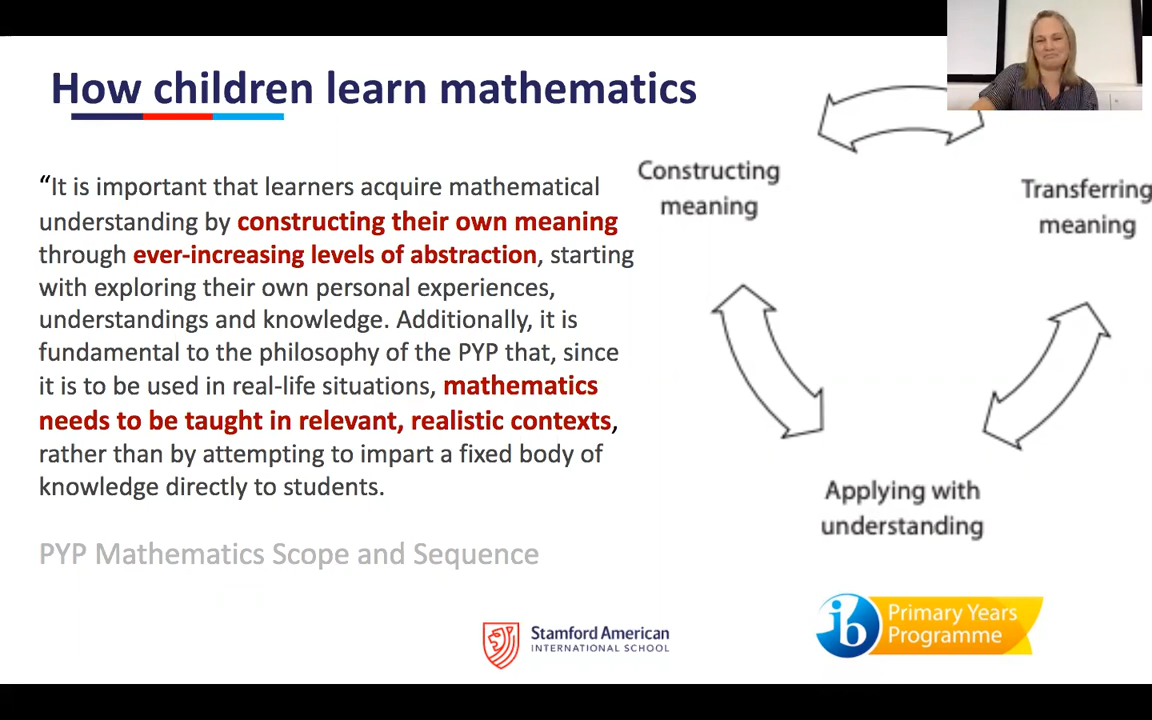 How children learn mathematics
“It is important that learners acquire mathematical
understanding by constructing their own meaning
through ever-increasing levels of abstraction, starting
with exploring their own personal experiences,
understandings and knowledge. Additionally, it is
fundamental to the philosophy of the PYP that, since
it is to be used in real-life situations, mathematics
needs to be taught in relevant, realistic contexts,
rather than by attempting to impart a fixed body of
knowledge directly to students.
PYP Mathematics Scope and Sequence
Constructing
meaning
Transferring
meaning
Applying with
understanding
Stamford American
INTERNATIONAL SCHOOL
ib
Primary Years
Programme